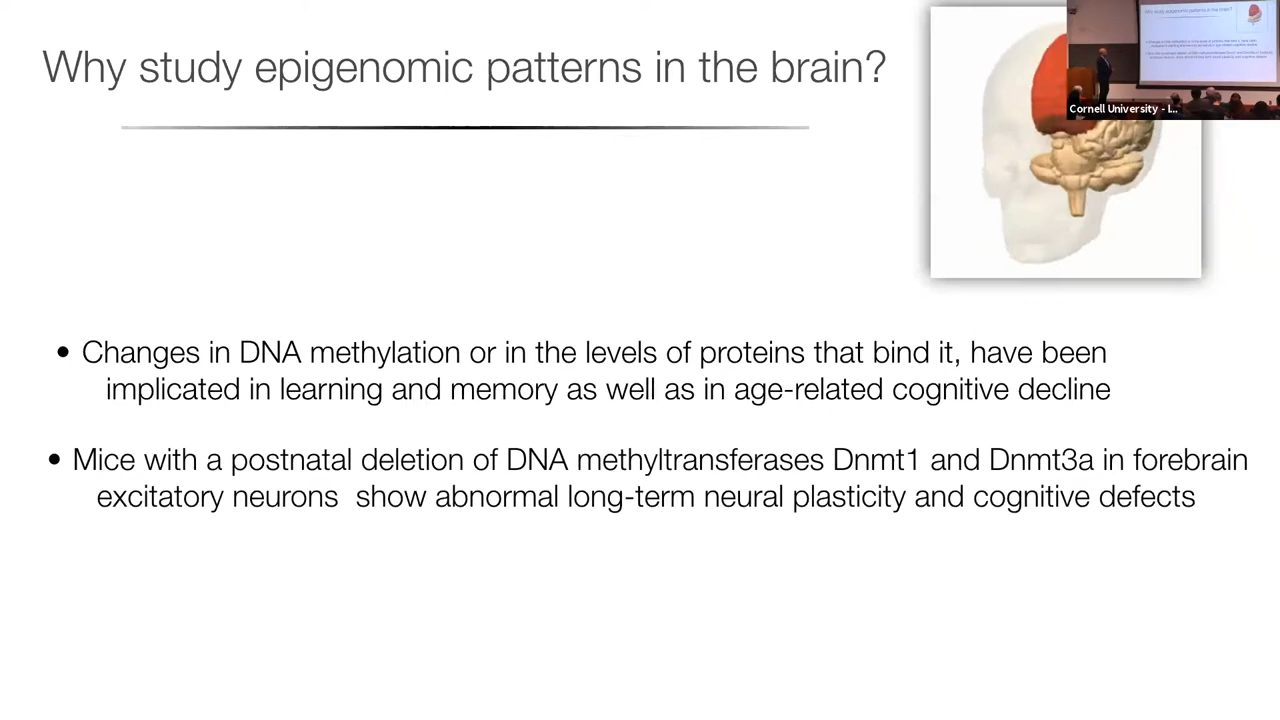 Why study epigenomic patterns in the brain?
Cornell University - I...
• Changes in DNA methylation or in the levels of proteins that bind it, have been
implicated in learning and memory as well as in age-related cognitive decline
• Mice with a postnatal deletion of DNA methyltransferases Dnmt1 and Dnmt3a in forebrain
excitatory neurons show abnormal long-term neural plasticity and cognitive defects